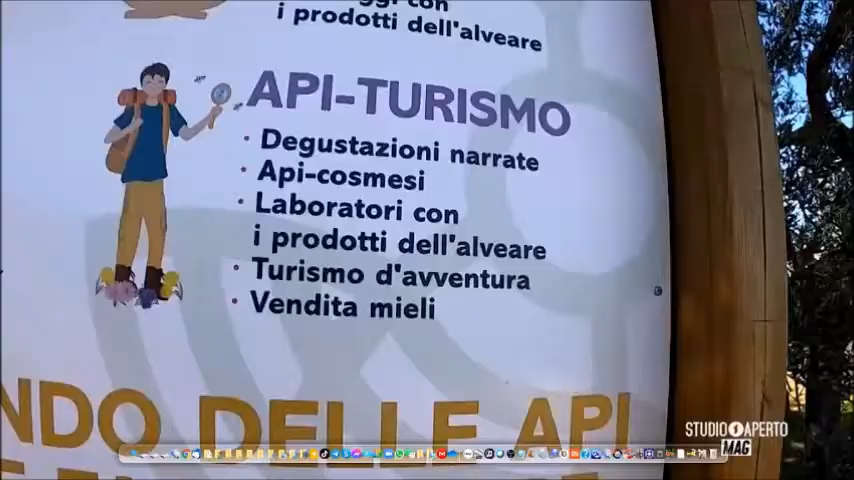 i prodotti dell'alveare
API-TURISMO
· Degustazioni narrate
· Api-cosmesi
· Laboratori con
i prodotti dell'alveare
· Turismo d'avventura
· Vendita mieli
NDO DELLE API
STUDIO APERTO
MAG